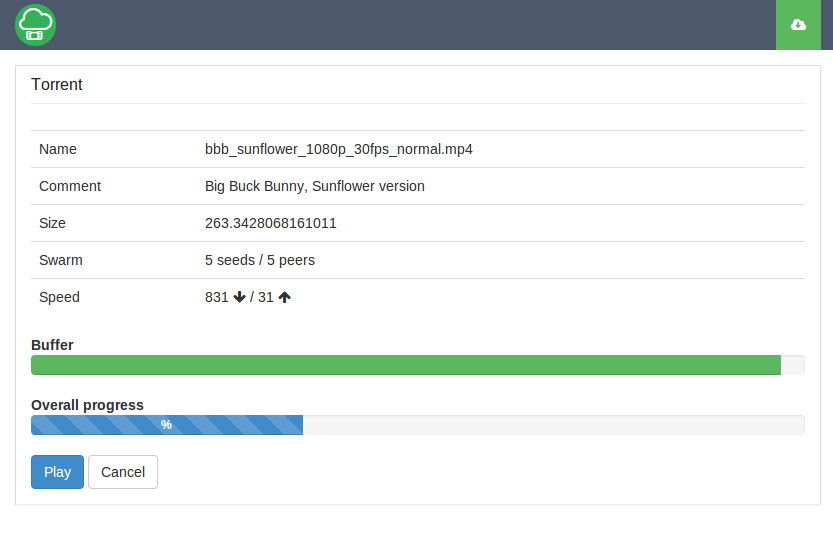 Torrent
Name bbb_sunflower_1080p_30fps_normal.mp4
Comment Big Buck Bunny, Sunflower version
Size 263.3428068161011
Swarm 5 seeds / 5 peers
Speed 831 / 31
Buffer
Overall progress
%
Play Cancel